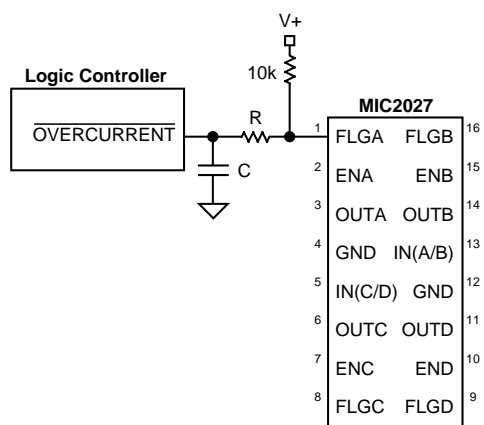 V+
10k
Logic Controller
OVERCURRENT
R
C
MIC2027
1 FLGA FLGB 16
2 ENA ENB 15
3 OUTA OUTB 14
4 GND IN(A/B) 13
5 IN(C/D) GND 12
6 OUTC OUTD 11
7 ENC END 10
8 FLGC FLGD 9